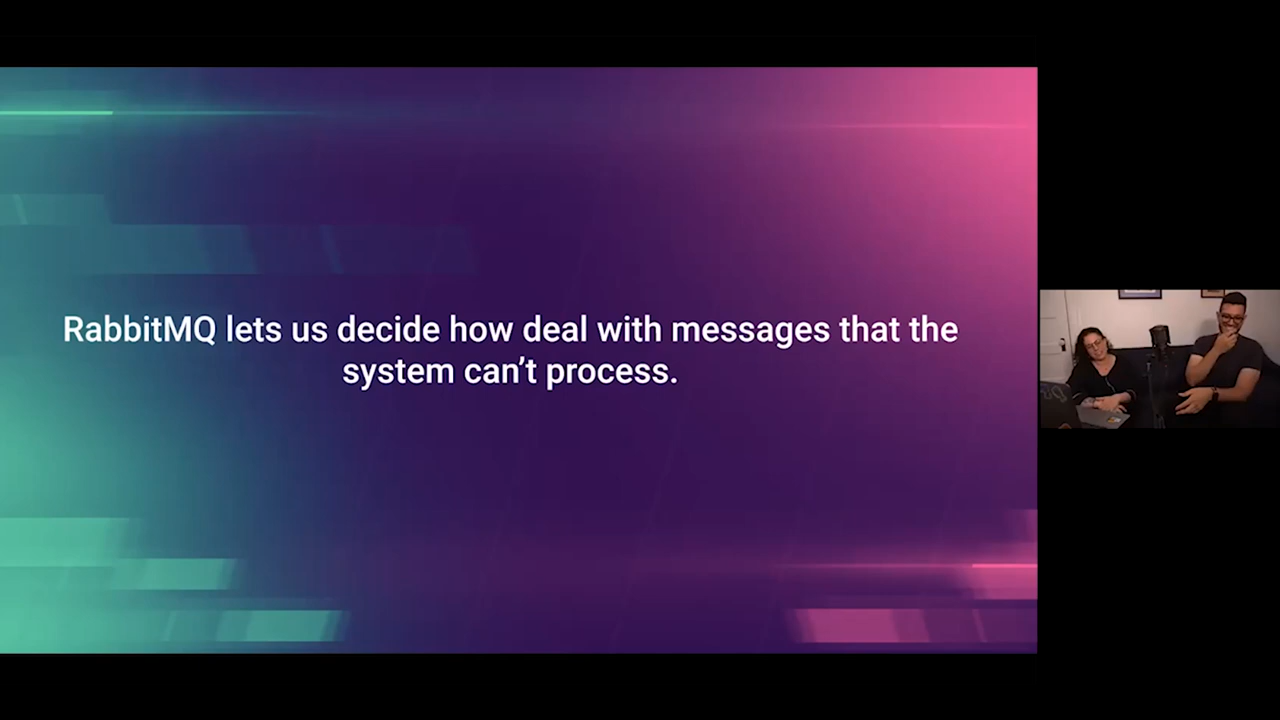 RabbitMQ lets us decide how deal with messages that the
system can’t process.